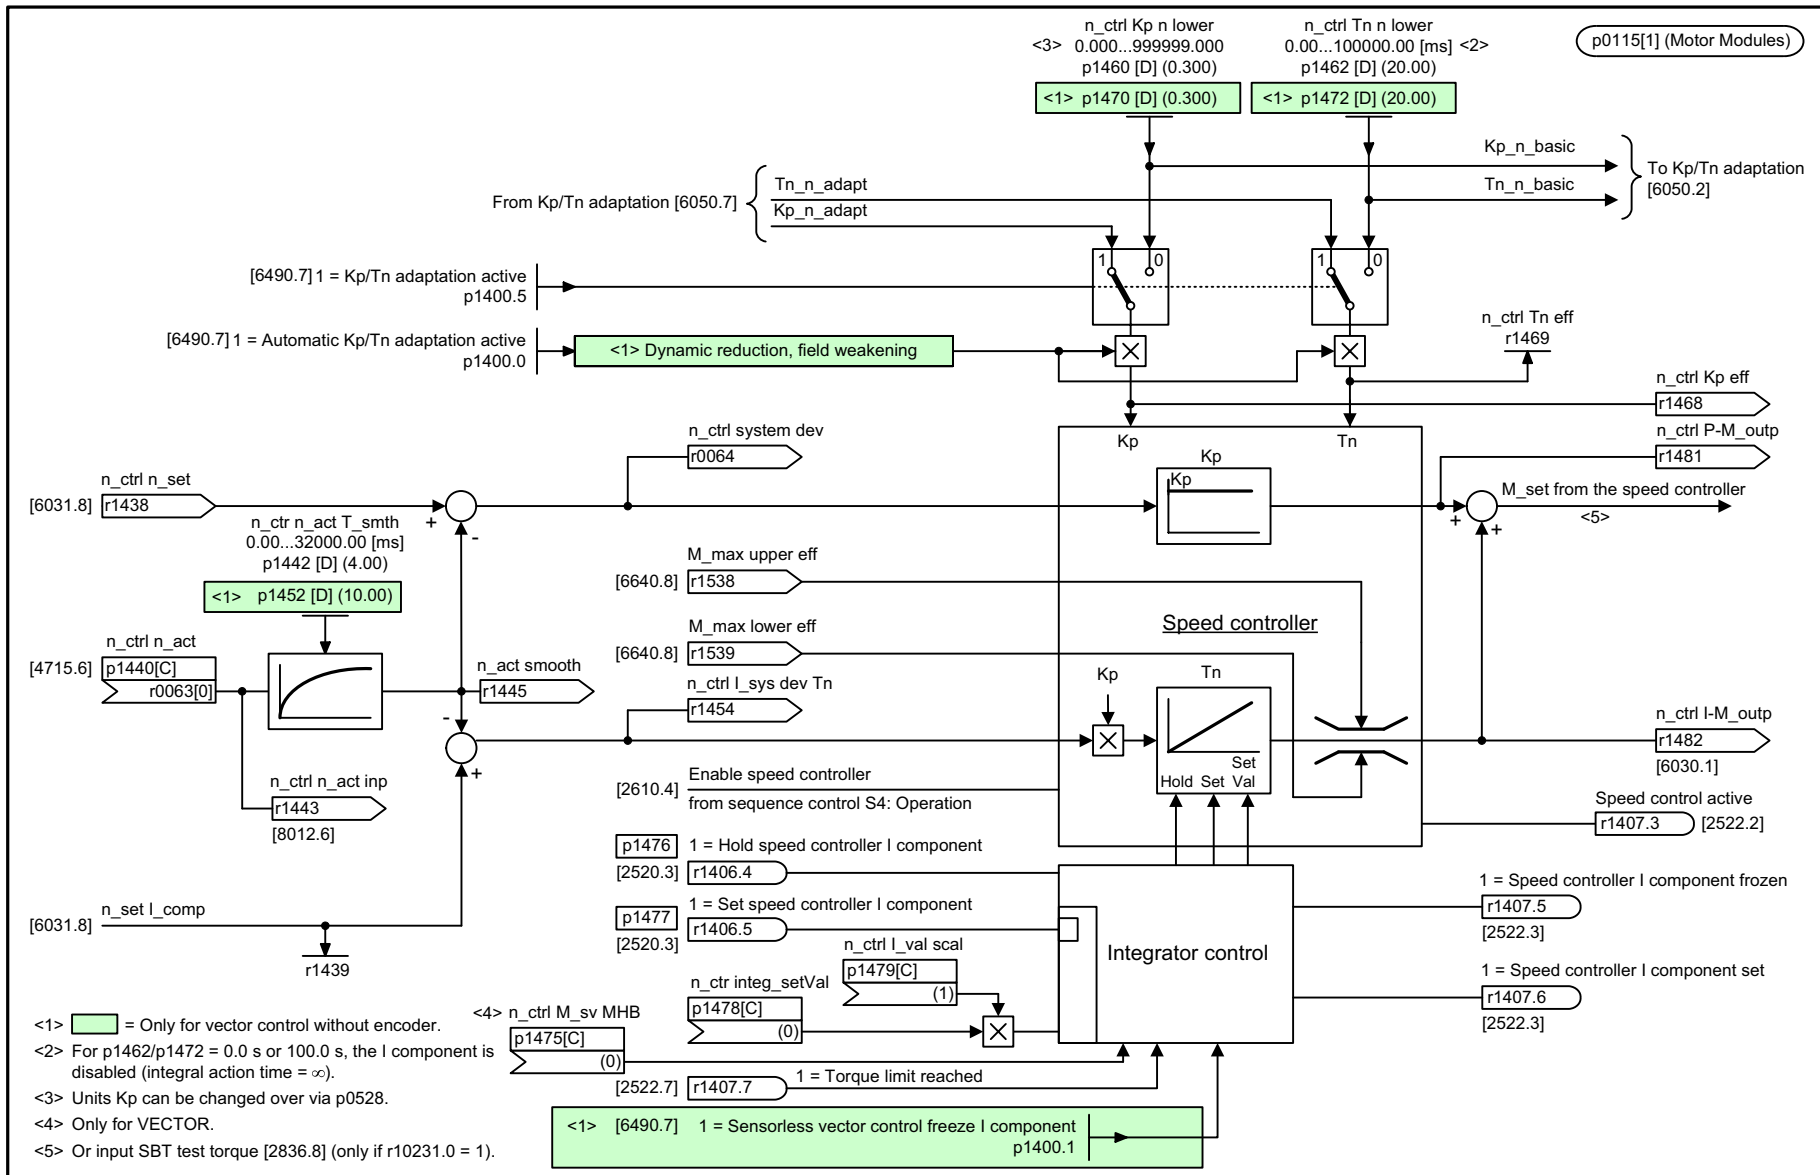 n_ctrl Kp n lower
<3> 0.000...999999.000
p1460 [D] (0.300)
<1> p1470 [D] (0.300)
n_ctrl Tn n lower
0.00...100000.00 [ms] <2>
p1462 [D] (20.00)
<1> p1472 [D] (20.00)
p0115[1] (Motor Modules)
Kp_n_basic
Tn_n_basic
To Kp/Tn adaptation
[6050.2]
From Kp/Tn adaptation [6050.7]
Tn_n_adapt
Kp_n_adapt
1 0
1 0
[6490.7] 1 = Kp/Tn adaptation active
p1400.5
[6490.7] 1 = Automatic Kp/Tn adaptation active
p1400.0
<1> Dynamic reduction, field weakening
n_ctrl Tn eff
r1469
n_ctrl Kp eff
r1468
n_ctrl P-M_outp
r1481
Kp
Tn
n_ctrl system dev
r0064
Kp
Kp
n_ctrl n_set
[6031.8] r1438
+
-
M_set from the speed controller
<5>
+
+
n_ctr n_act T_smth
0.00...32000.00 [ms]
p1442 [D] (4.00)
<1> p1452 [D] (10.00)
M_max upper eff
[6640.8] r1538
M_max lower eff
[6640.8] r1539
Speed controller
n_ctrl n_act
[4715.6] p1440[C]
r0063[0]
n_act smooth
r1445
n_ctrl I_sys dev Tn
r1454
-
+
Kp
Tn
Set
Hold Set Val
n_ctrl I-M_outp
r1482
[6030.1]
n_ctrl n_act inp
r1443
[8012.6]
[2610.4] Enable speed controller
from sequence control S4: Operation
Speed control active
r1407.3 [2522.2]
p1476 1 = Hold speed controller I component
[2520.3] r1406.4
p1477 1 = Set speed controller I component
[2520.3] r1406.5
Integrator control
1 = Speed controller I component frozen
r1407.5
[2522.3]
1 = Speed controller I component set
r1407.6
[2522.3]
n_set I_comp
[6031.8]
r1439
n_ctrl I_val scal
p1479[C]
(1)
n_ctr integ_setVal
p1478[C]
(0)
<4> n_ctrl M_sv MHB
p1475[C]
(0)
[2522.7] r1407.7 1 = Torque limit reached
<1> [6490.7] 1 = Sensorless vector control freeze I component
p1400.1
<1> = Only for vector control without encoder.
<2> For p1462/p1472 = 0.0 s or 100.0 s, the I component is
disabled (integral action time = ∞).
<3> Units Kp can be changed over via p0528.
<4> Only for VECTOR.
<5> Or input SBT test torque [2836.8] (only if r10231.0 = 1).